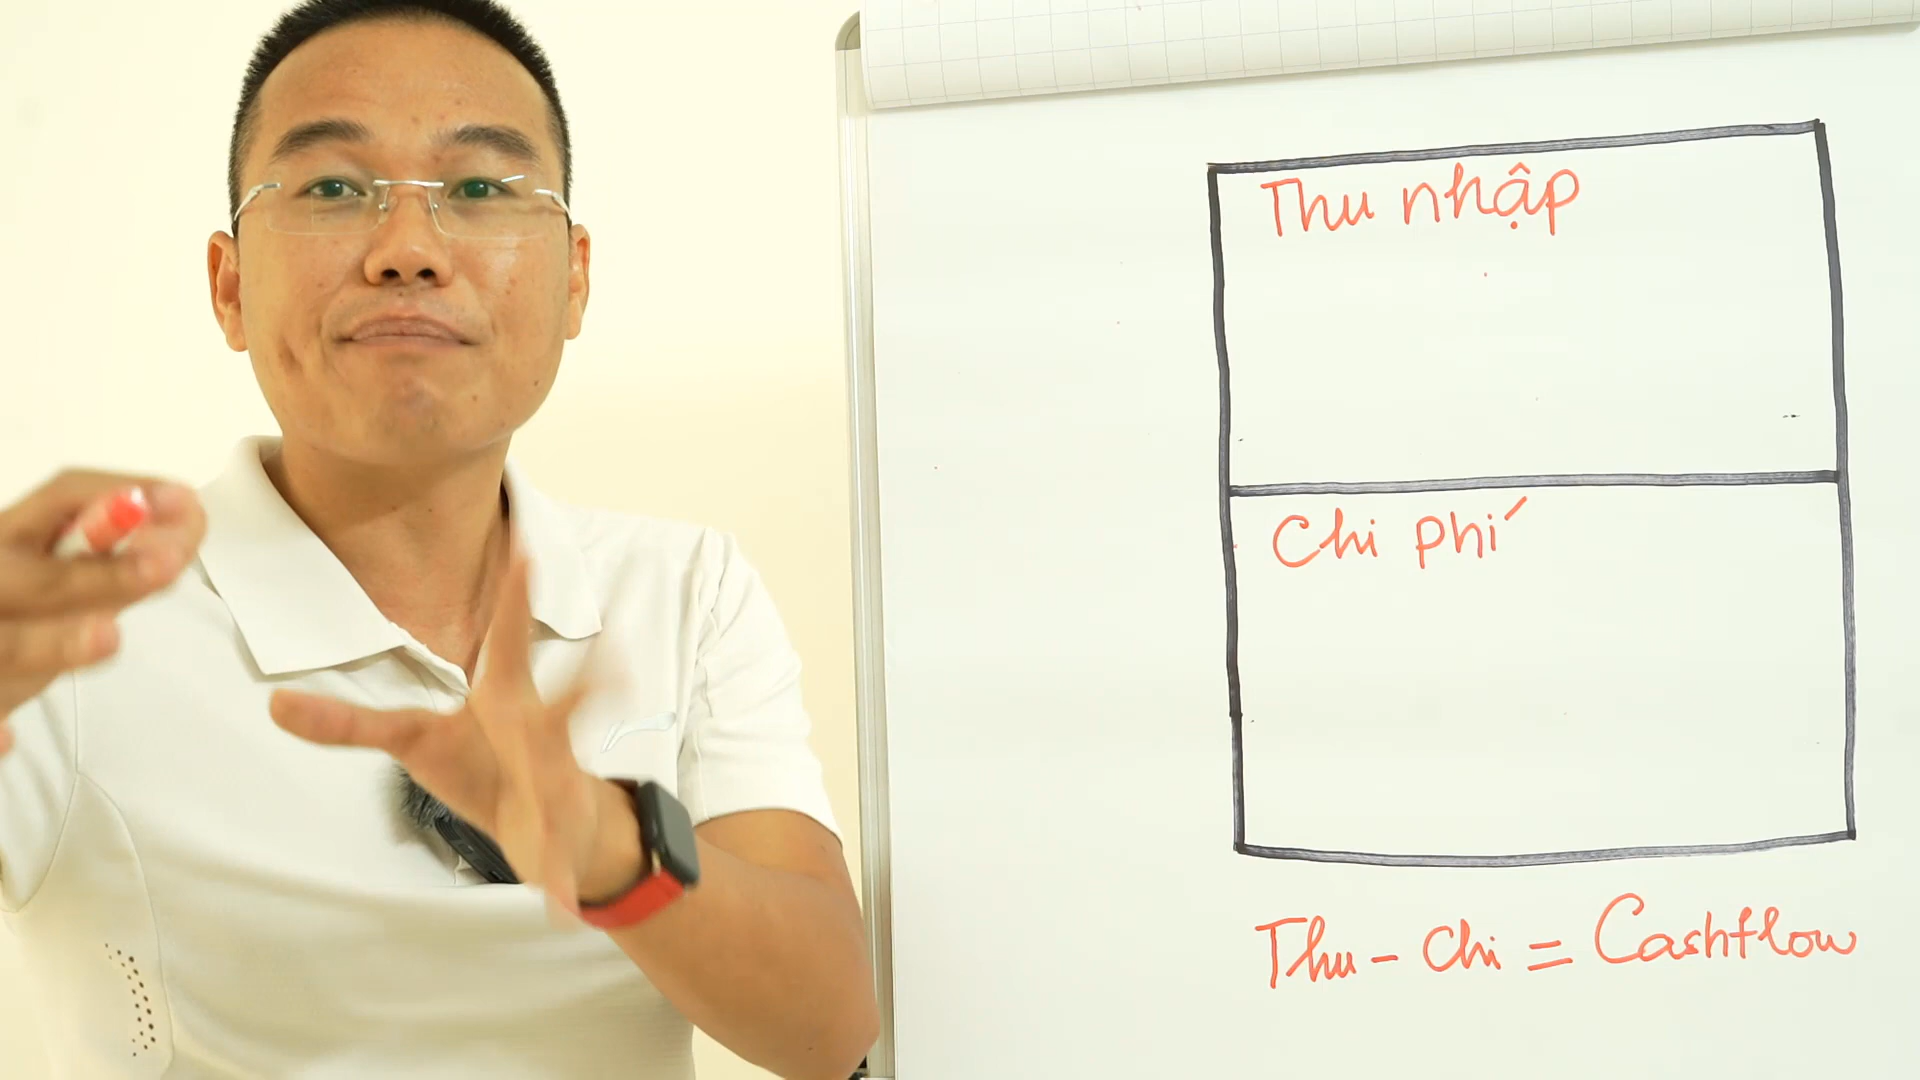 Thu nhập
Chi phí
Thu - Chi = Cashflow